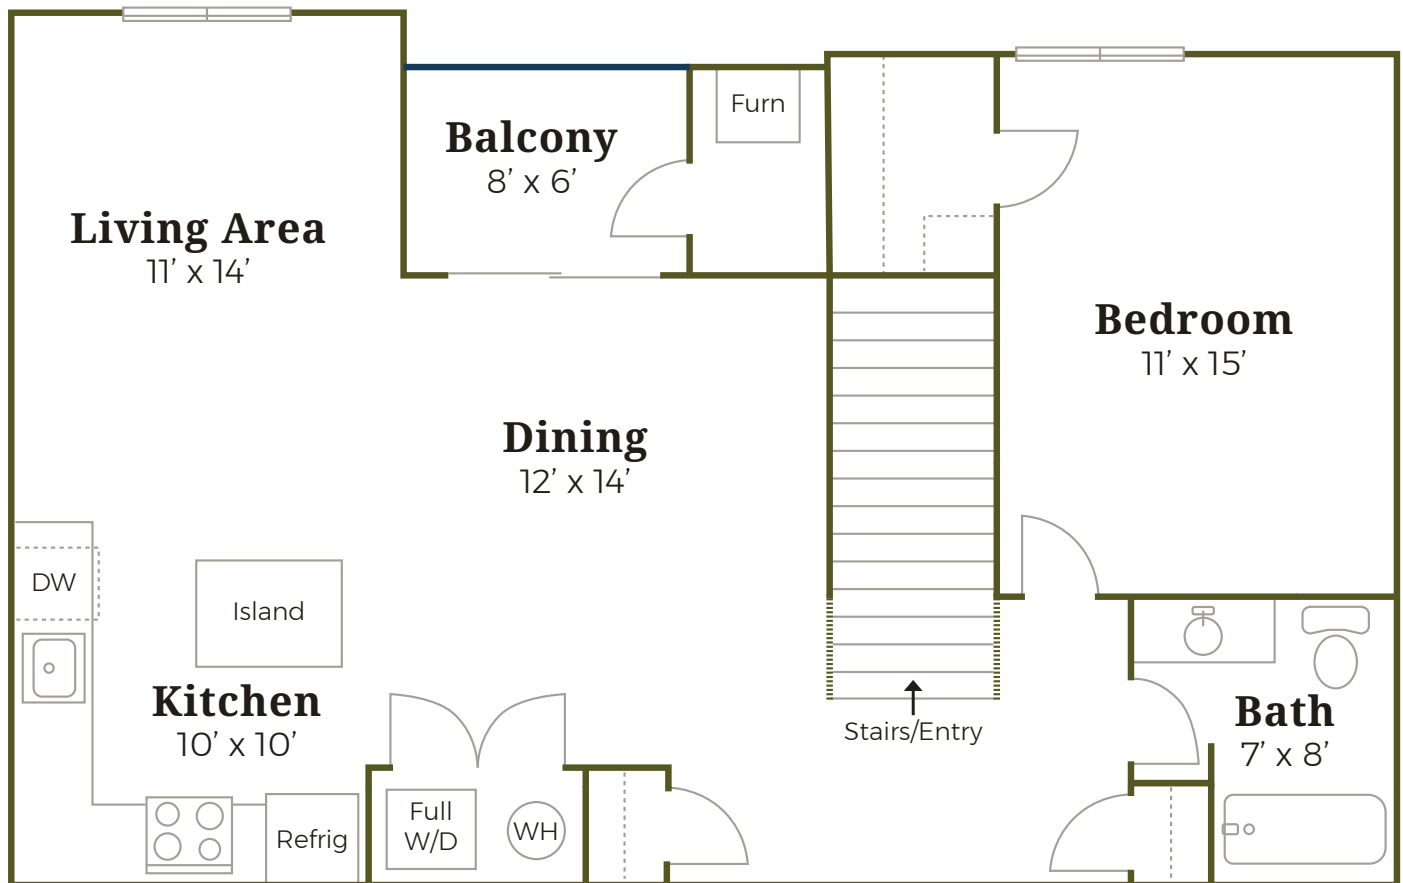 Furn
Balcony
8’ x 6’
Living Area
11’ x 14’
Bedroom
11’ x 15’
Dining
12’ x 14’
DW
Island
Kitchen
10’ x 10’
Stairs/Entry
Bath
7’ x 8’
Full
W/D
WH
Refrig